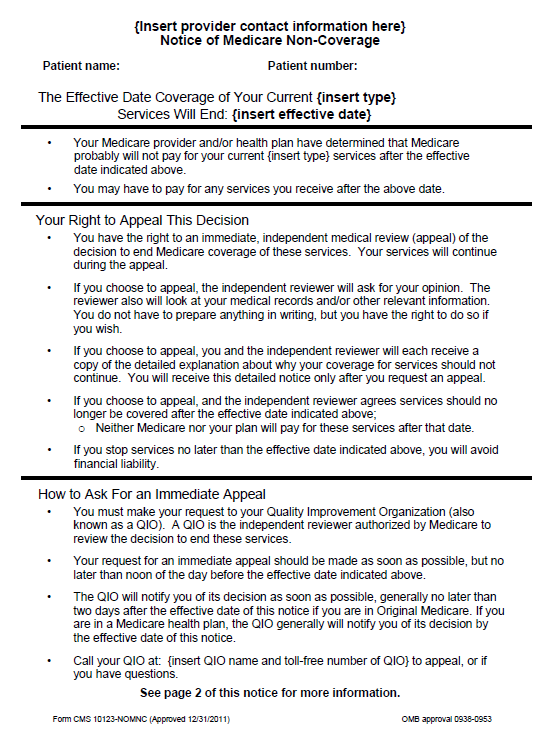 {Insert provider contact information here}
Notice of Medicare Non-Coverage
Patient name: Patient number:
The Effective Date Coverage of Your Current {insert type}
Services Will End: {insert effective date}
• Your Medicare provider and/or health plan have determined that Medicare
probably will not pay for your current {insert type} services after the effective
date indicated above.
• You may have to pay for any services you receive after the above date.
Your Right to Appeal This Decision
• You have the right to an immediate, independent medical review (appeal) of the
decision to end Medicare coverage of these services. Your services will continue
during the appeal.
• If you choose to appeal, the independent reviewer will ask for your opinion. The
reviewer also will look at your medical records and/or other relevant information.
You do not have to prepare anything in writing, but you have the right to do so if
you wish.
• If you choose to appeal, you and the independent reviewer will each receive a
copy of the detailed explanation about why your coverage for services should not
continue. You will receive this detailed notice only after you request an appeal.
• If you choose to appeal, and the independent reviewer agrees services should no
longer be covered after the effective date indicated above;
o Neither Medicare nor your plan will pay for these services after that date.
• If you stop services no later than the effective date indicated above, you will avoid
financial liability.
How to Ask For an Immediate Appeal
• You must make your request to your Quality Improvement Organization (also
known as a QIO). A QIO is the independent reviewer authorized by Medicare to
review the decision to end these services.
• Your request for an immediate appeal should be made as soon as possible, but no
later than noon of the day before the effective date indicated above.
• The QIO will notify you of its decision as soon as possible, generally no later than
two days after the effective date of this notice if you are in Original Medicare. If you
are in a Medicare health plan, the QIO generally will notify you of its decision by
the effective date of this notice.
• Call your QIO at: {insert QIO name and toll-free number of QIO} to appeal, or if
you have questions.
See page 2 of this notice for more information.
Form CMS 10123-NOMNC (Approved 12/31/2011) OMB approval 0938-0953